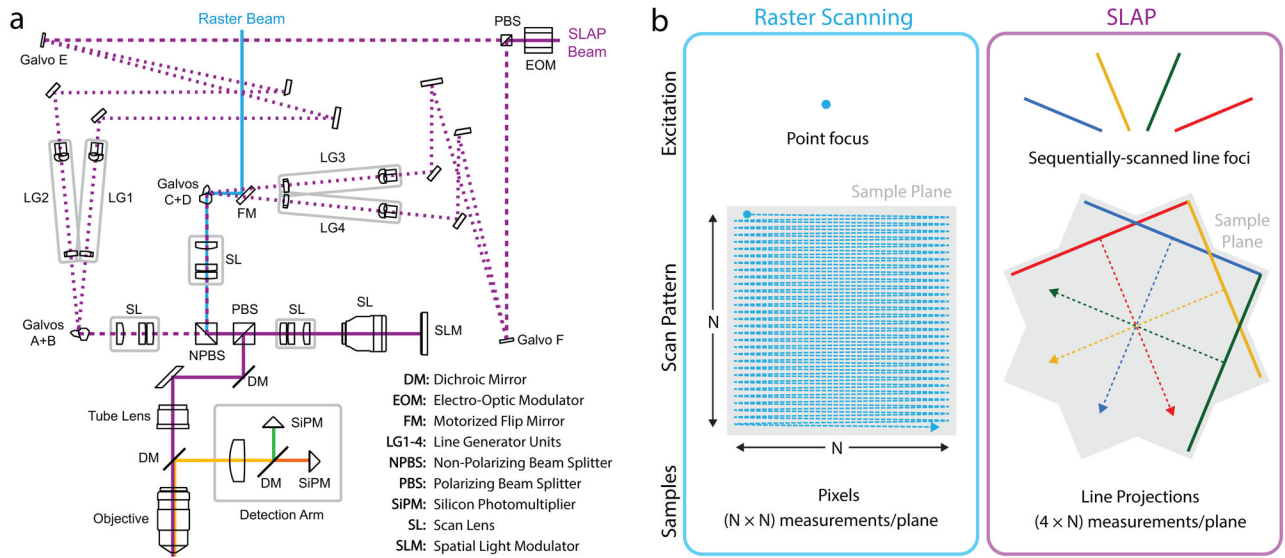 a
Raster Beam
PBS
SLAP
Beam
Galvo E
EOM
LG2
LG1
LG3
Galvos
C+D
FM
LG4
SL
SL
PBS
SL
SL
Galvos
A+B
NPBS
SLM
Galvo F
DM
Tube Lens
SiPM
DM
DM
SiPM
Objective
Detection Arm
DM: Dichroic Mirror
EOM: Electro-Optic Modulator
FM: Motorized Flip Mirror
LG1-4: Line Generator Units
NPBS: Non-Polarizing Beam Splitter
PBS: Polarizing Beam Splitter
SiPM: Silicon Photomultiplier
SL: Scan Lens
SLM: Spatial Light Modulator
b
Raster Scanning
SLAP
Excitation
Point focus
Sequentially-scanned line foci
Scan Pattern
Sample Plane
N
N
Sample
Plane
Samples
Pixels
(N × N) measurements/plane
Line Projections
(4 × N) measurements/plane